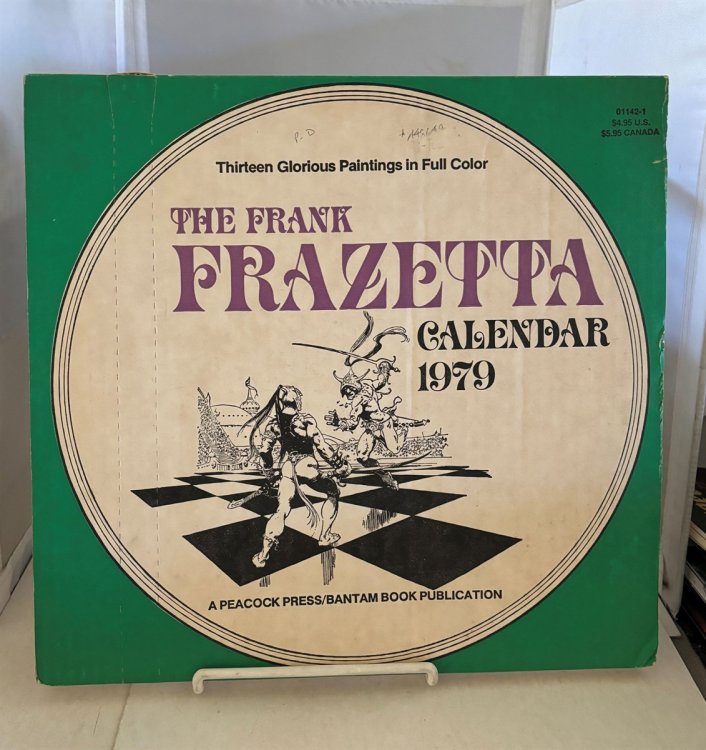 01142-1
$4.95 U.S.
$5.95 CANADA
P-D
Thirteen Glorious Paintings in Full Color
THE FRANK
FRAZETTA
CALENDAR
1979
A PEACOCK PRESS/BANTAM BOOK PUBLICATION